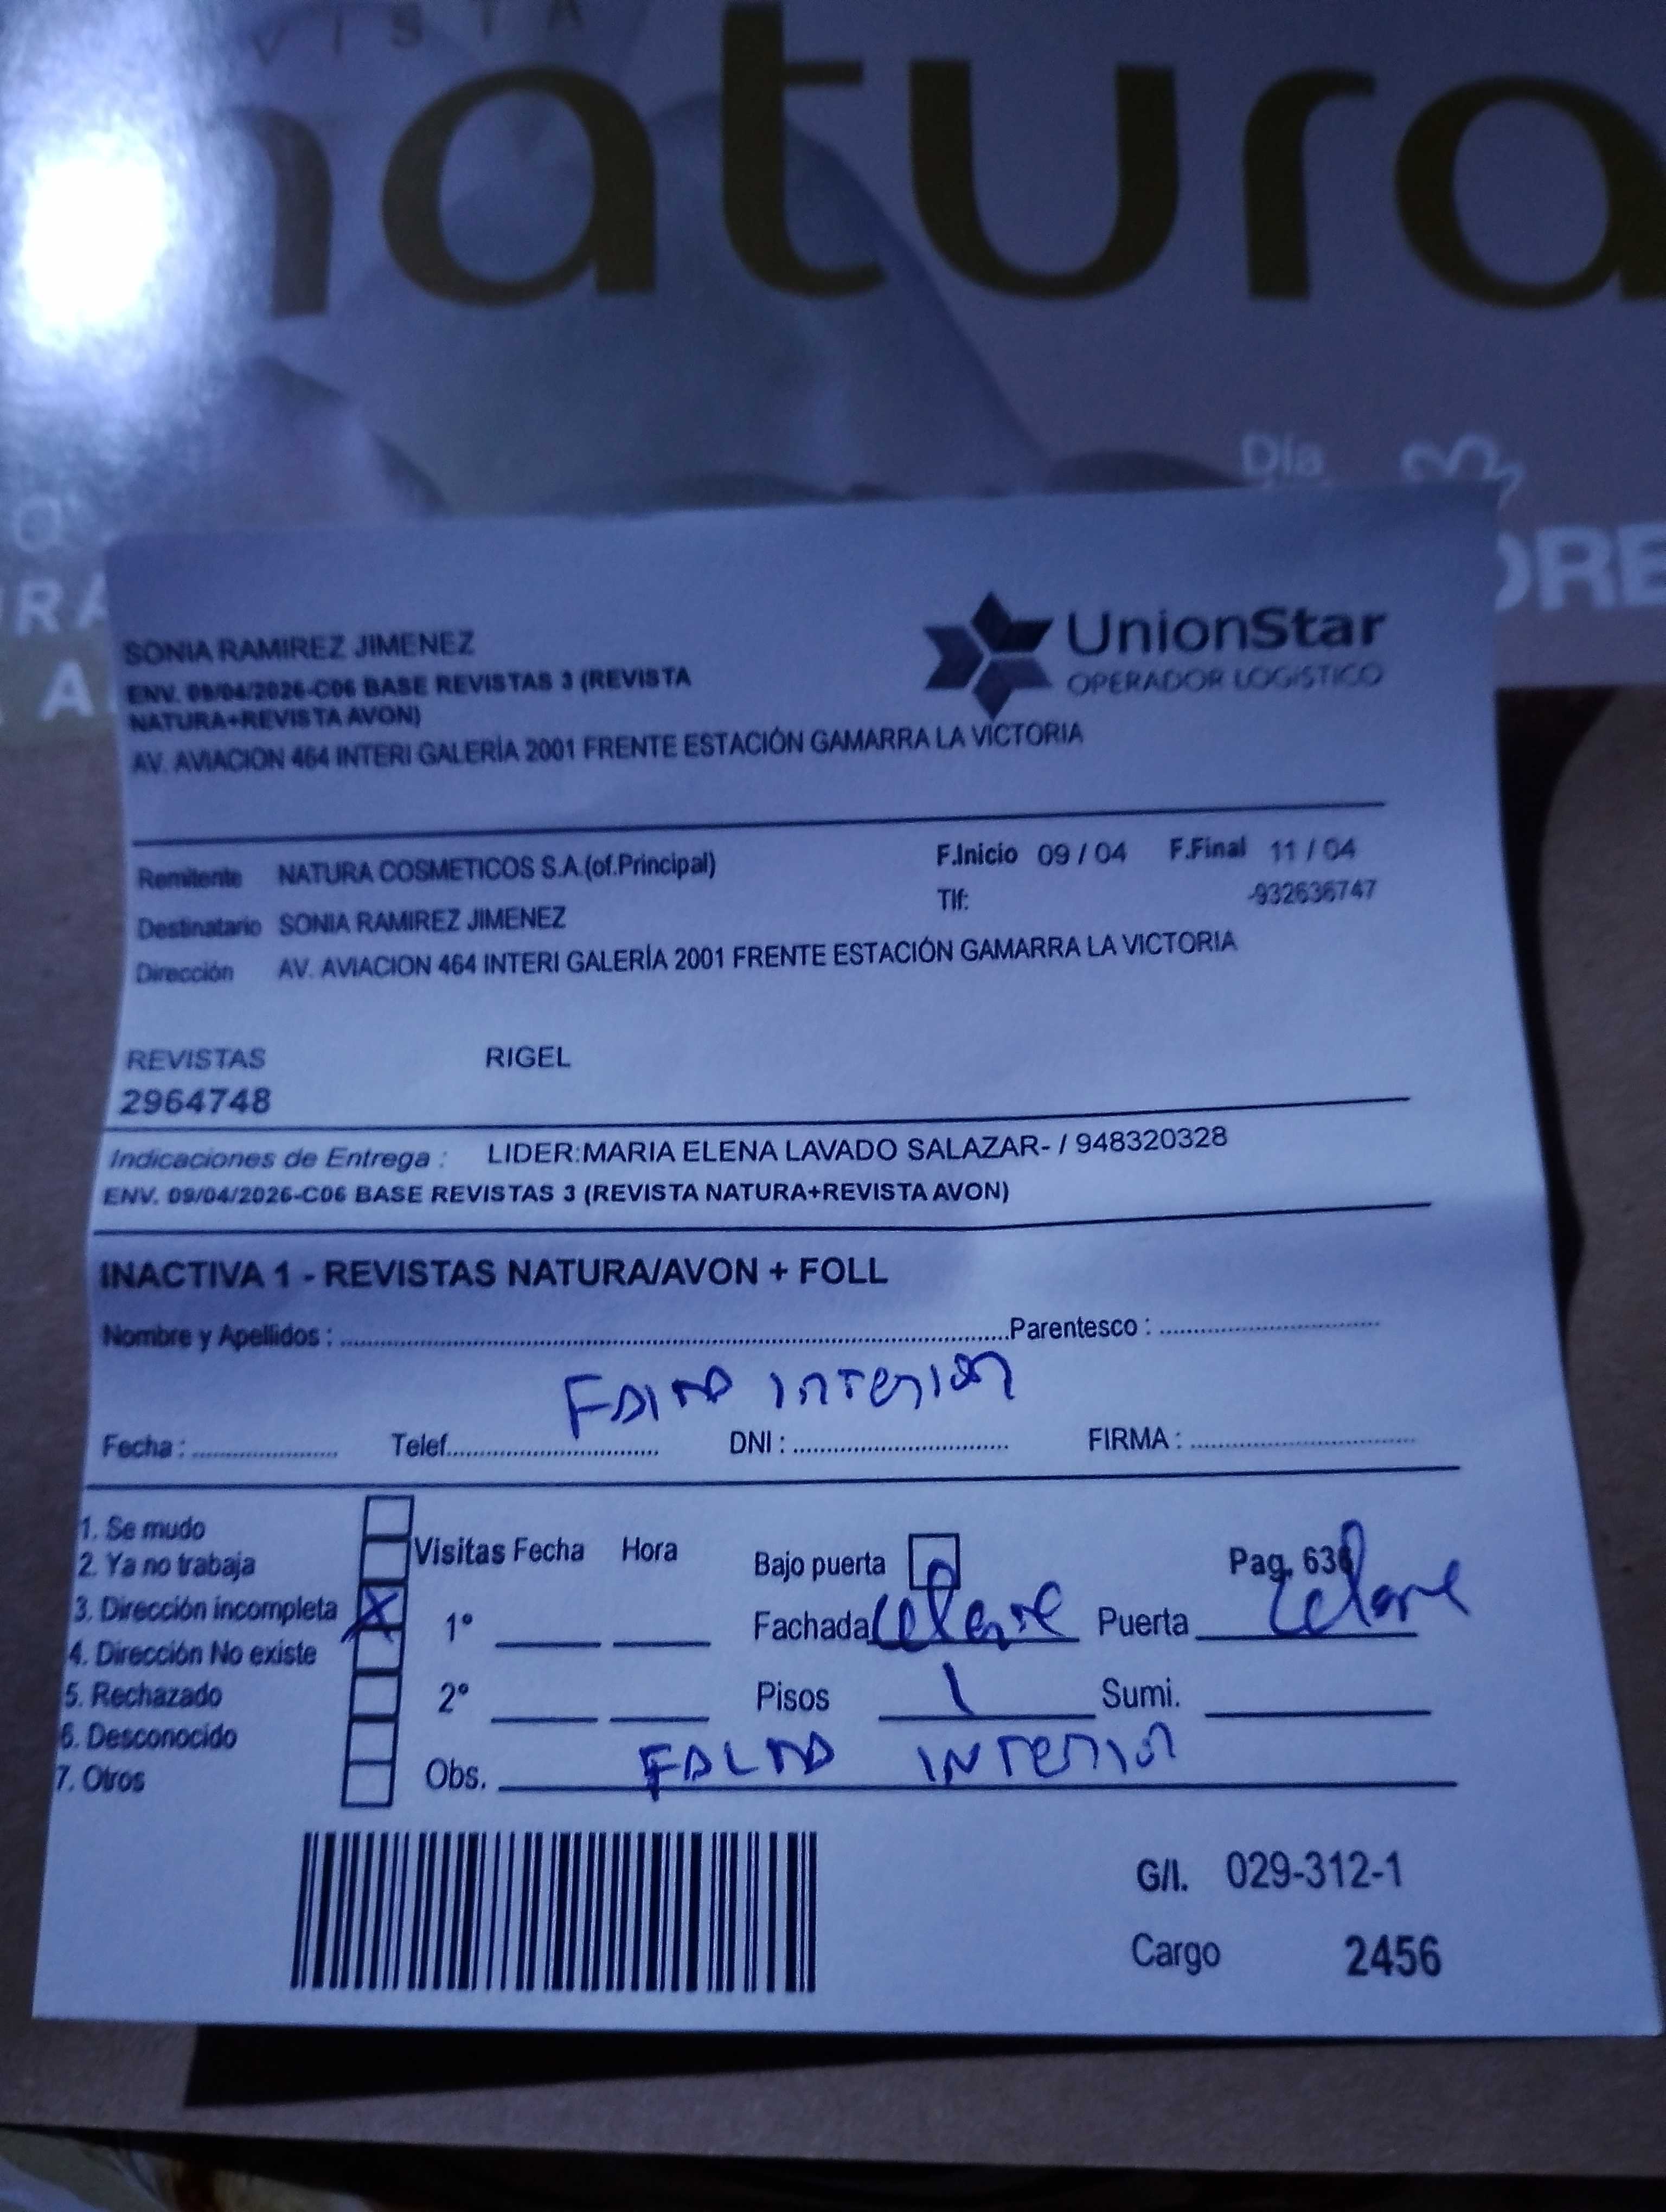 REVISTA
natura
Día
SONIA RAMIREZ JIMENEZ
ENV. 09/04/2026-C06 BASE REVISTAS 3 (REVISTA
NATURA+REVISTA AVON)
AV. AVIACION 464 INTERI GALERÍA 2001 FRENTE ESTACIÓN GAMARRA LA VICTORIA
UnionStar
OPERADOR LOGÍSTICO
Remitente NATURA COSMETICOS S.A.(of.Principal) F.Inicio 09 / 04 F.Final 11 / 04
Destinatario SONIA RAMIREZ JIMENEZ Tlf: -932636747
Dirección AV. AVIACION 464 INTERI GALERÍA 2001 FRENTE ESTACIÓN GAMARRA LA VICTORIA
REVISTAS RIGEL
2964748
Indicaciones de Entrega : LIDER:MARIA ELENA LAVADO SALAZAR- / 948320328
ENV. 09/04/2026-C06 BASE REVISTAS 3 (REVISTA NATURA+REVISTA AVON)
INACTIVA 1 - REVISTAS NATURA/AVON + FOLL
Nombre y Apellidos : Parentesco :
FALTA INTERIOR
Fecha : Telef. DNI : FIRMA :
1. Se mudo
2. Ya no trabaja Visitas Fecha Hora Bajo puerta Pag.
3. Dirección incompleta X 1° Fachada Celeste Puerta
4. Dirección No existe
5. Rechazado 2° Pisos 1 Sumi.
6. Desconocido
7. Otros Obs. FALTA INTERIOR
G/I. 029-312-1
Cargo 2456